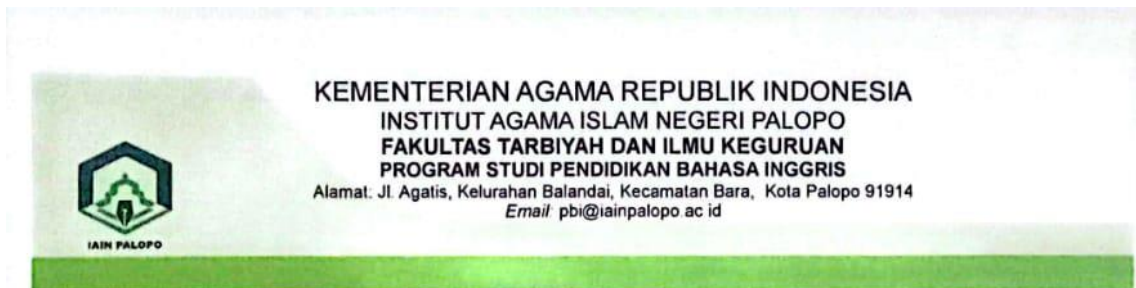 KEMENTERIAN AGAMA REPUBLIK INDONESIA
INSTITUT AGAMA ISLAM NEGERI PALOPO
FAKULTAS TARBIYAH DAN ILMU KEGURUAN
PROGRAM STUDI PENDIDIKAN BAHASA INGGRIS
Alamat: Jl. Agatis, Kelurahan Balandai, Kecamatan Bara, Kota Palopo 91914
Email: pbi@iainpalopo.ac.id
IAIN PALOPO